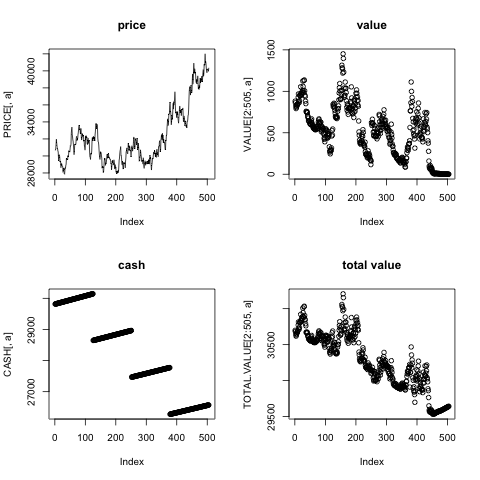 price
value
PRICE[, a]
28000
34000
40000
0 100 200 300 400 500
Index
VALUE[2:505, a]
0
500
1000
1500
0 100 200 300 400 500
Index
cash
total value
CASH[, a]
27000
29000
0 100 200 300 400 500
Index
TOTAL.VALUE[2:505, a]
29500
30500
0 100 200 300 400 500
Index